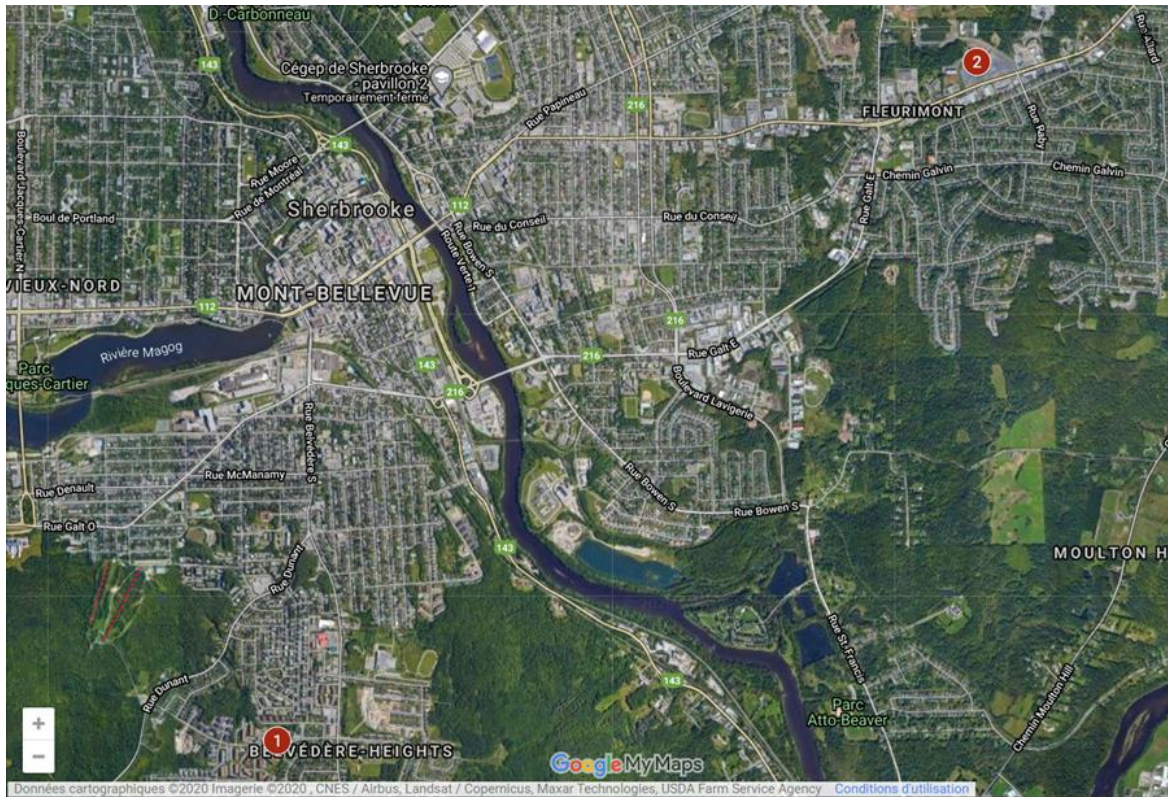 D.-Carbonneau
143
Cégep de Sherbrooke
- pavillon 2
Temporairement fermé
2
Rue Allard
216
Rue Papineau
FLEURIMONT
Rue Raby
143
Rue Moore
Rue de Montréal
Boulevard Jacques-Cartier N
Chemin Galvin
Rue Galt E
Boul de Portland
Sherbrooke
112
Rue du Conseil
Rue du Conseil
Rue Bowen S
Route Verte 1
VIEUX-NORD
MONT-BELLEVUE
112
216
Rivière Magog
Parc
ques-Cartier
143
216
216
Rue Galt E
Boulevard Lavigerie
Rue Belvédère S
Rue McManamy
Rue Denault
Rue Galt O
Rue Bowen S
Rue Bowen S
143
MOULTON H
Rue Dunant
Rue St-Francis
Rue Dunant
143
Parc
Atto-Beaver
Chemin Moulton Hill
+
−
1
BELVÉDÈRE-HEIGHTS
Google My Maps
Données cartographiques ©2020 Imagerie ©2020 , CNES / Airbus, Landsat / Copernicus, Maxar Technologies, USDA Farm Service Agency Conditions d'utilisation